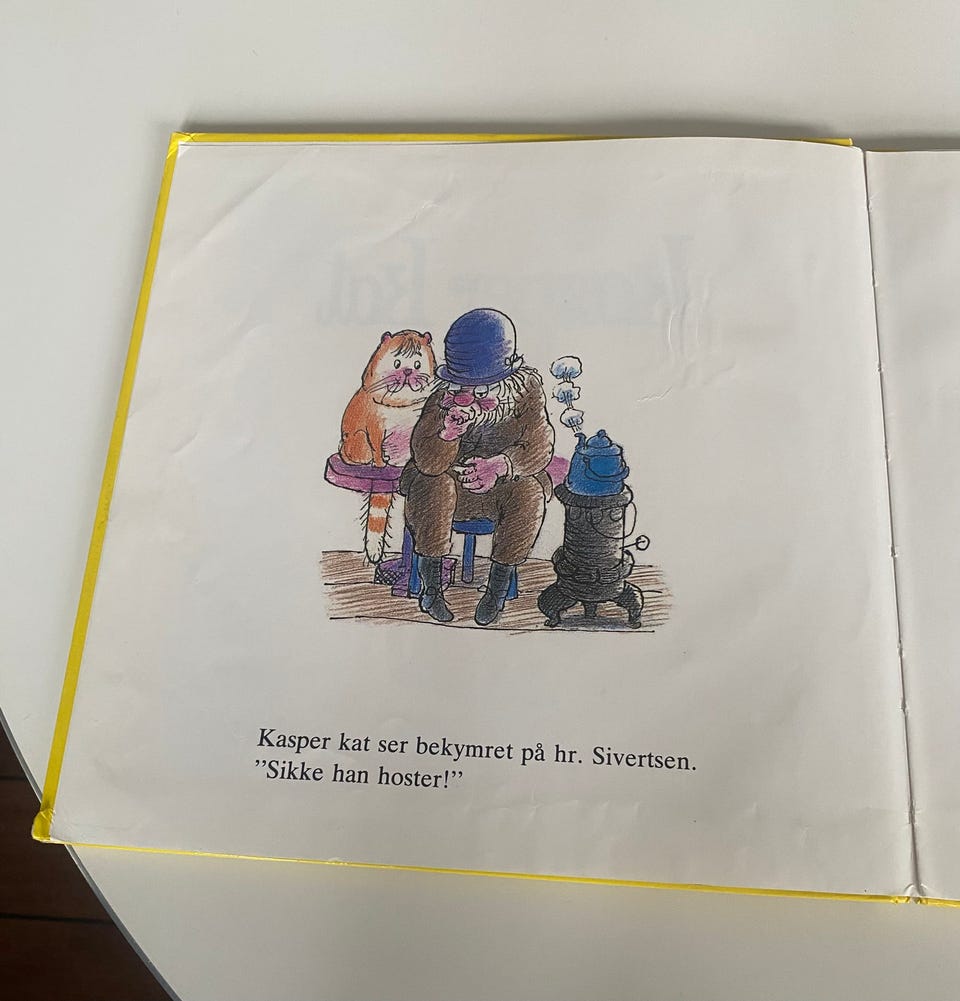 Kasper kat ser bekymret på hr. Sivertsen.
”Sikke han hoster!”